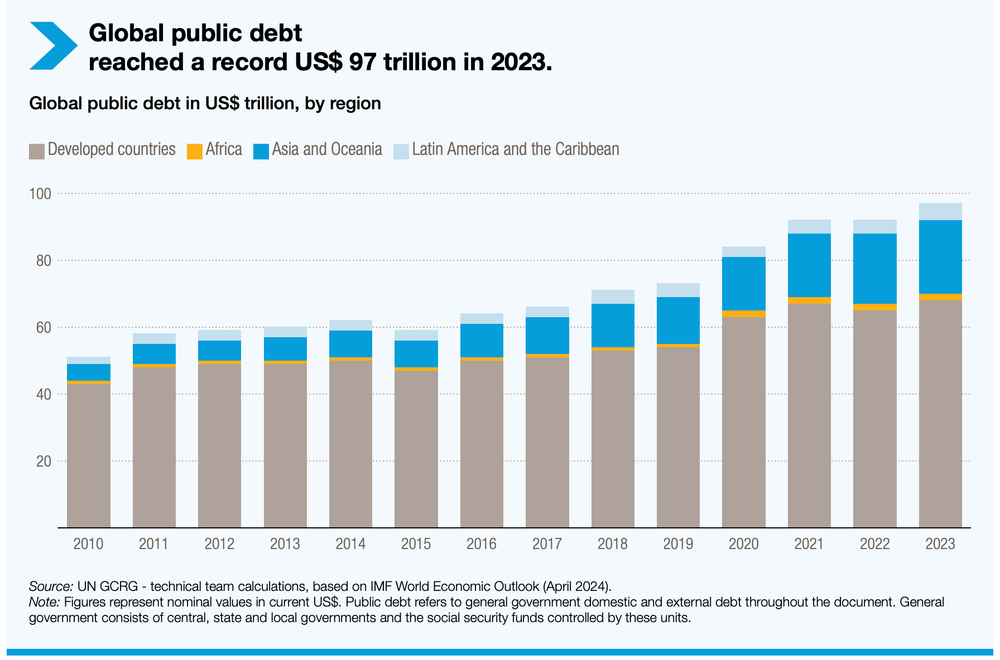 Global public debt
reached a record US$ 97 trillion in 2023.
Global public debt in US$ trillion, by region
Developed countries Africa Asia and Oceania Latin America and the Caribbean
100
80
60
40
20
2010 2011 2012 2013 2014 2015 2016 2017 2018 2019 2020 2021 2022 2023
Source: UN GCRG - technical team calculations, based on IMF World Economic Outlook (April 2024).
Note: Figures represent nominal values in current US$. Public debt refers to general government domestic and external debt throughout the document. General
government consists of central, state and local governments and the social security funds controlled by these units.